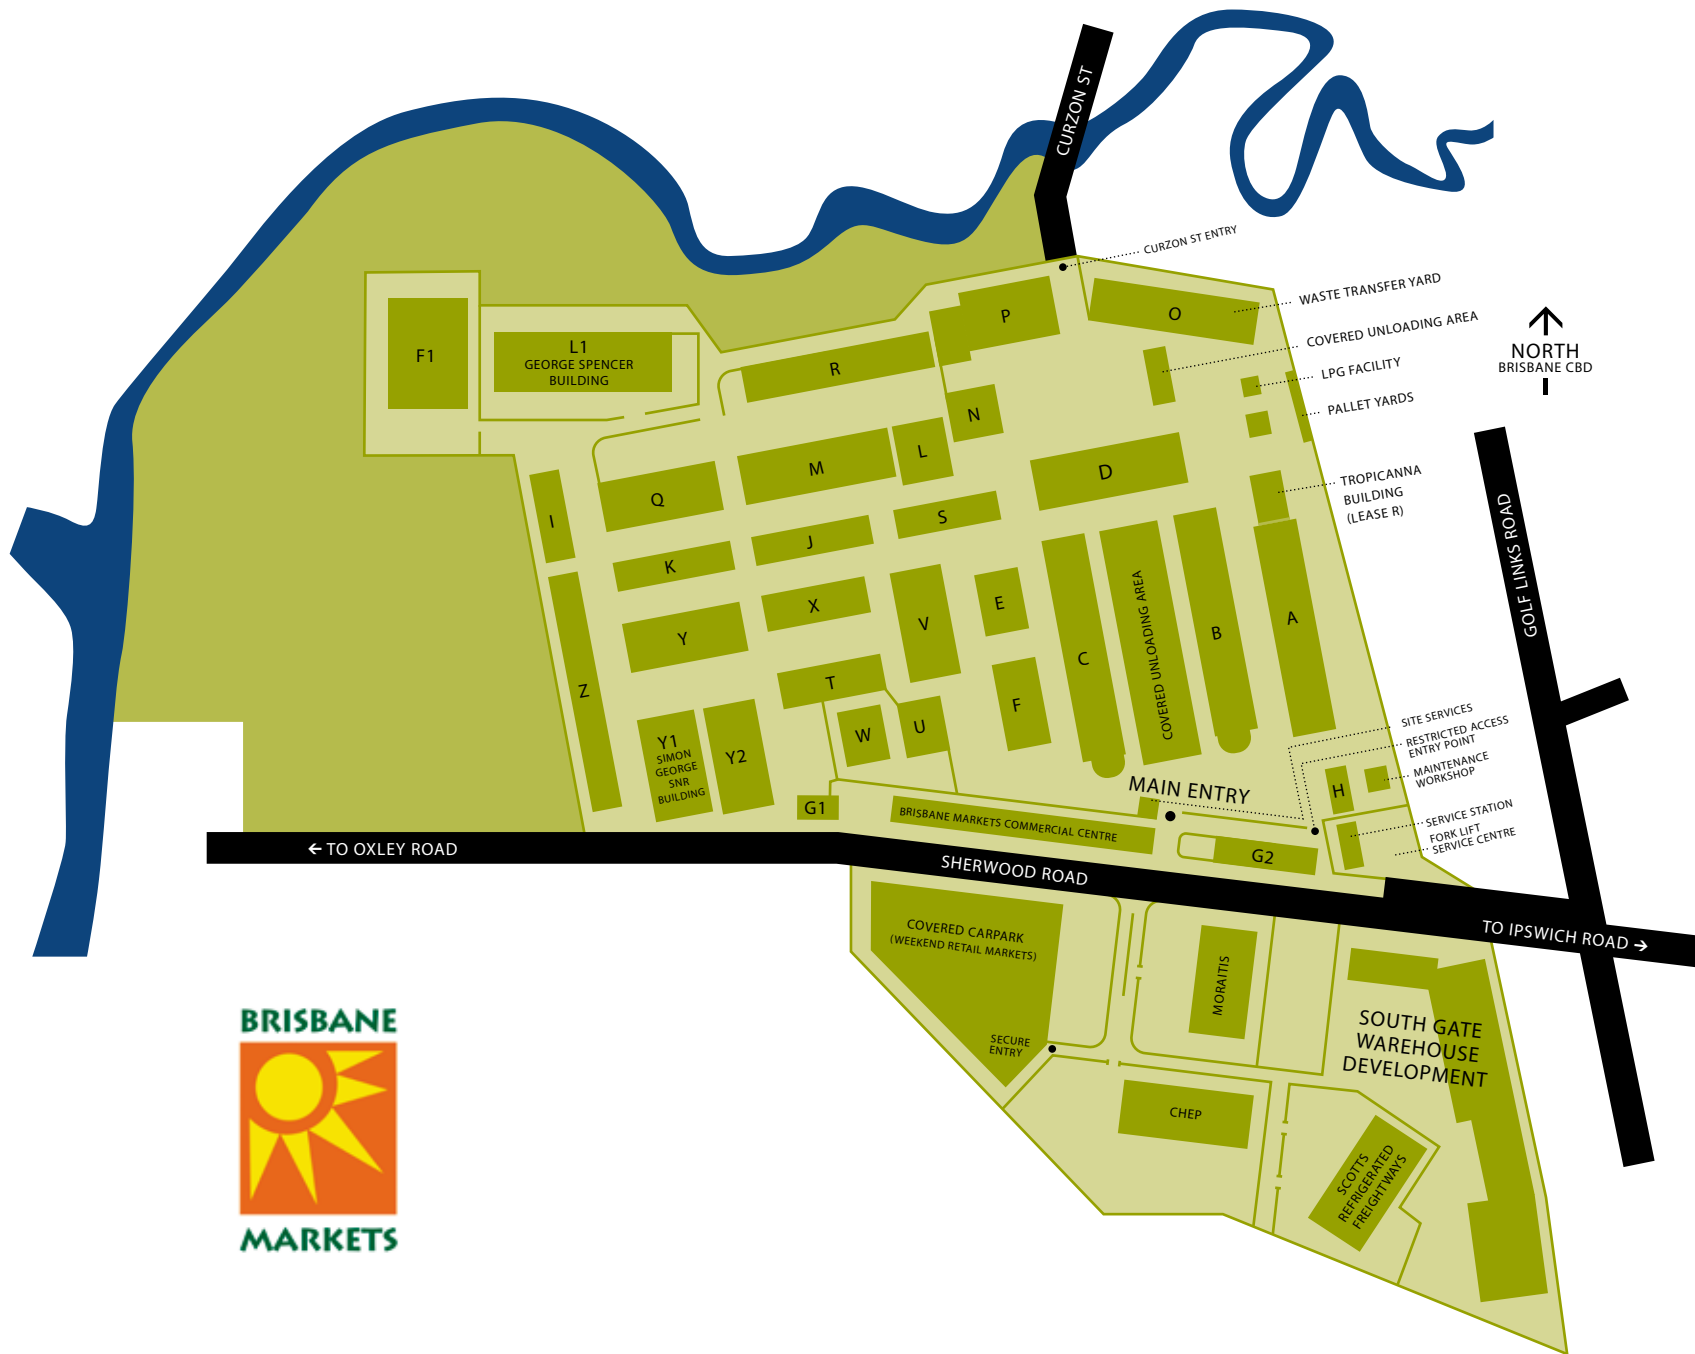 CURZON ST
CURZON ST ENTRY
WASTE TRANSFER YARD
COVERED UNLOADING AREA
LPG FACILITY
PALLET YARDS
NORTH
BRISBANE CBD
TROPICANNA
BUILDING
(LEASE R)
GOLF LINKS ROAD
F1
L1
GEORGE SPENCER
BUILDING
P
O
R
N
L
M
Q
D
I
S
J
K
X
Y
V
E
F
C
COVERED UNLOADING AREA
B
A
Z
T
W
U
Y1
SIMON
GEORGE
SNR
BUILDING
Y2
G1
MAIN ENTRY
BRISBANE MARKETS COMMERCIAL CENTRE
G2
H
SITE SERVICES
RESTRICTED ACCESS
ENTRY POINT
MAINTENANCE
WORKSHOP
SERVICE STATION
FORK LIFT
SERVICE CENTRE
← TO OXLEY ROAD
SHERWOOD ROAD
TO IPSWICH ROAD →
COVERED CARPARK
(WEEKEND RETAIL MARKETS)
SECURE
ENTRY
MORAITIS
SOUTH GATE
WAREHOUSE
DEVELOPMENT
CHEP
SCOTTS
REFRIGERATED
FREIGHTWAYS
BRISBANE
MARKETS